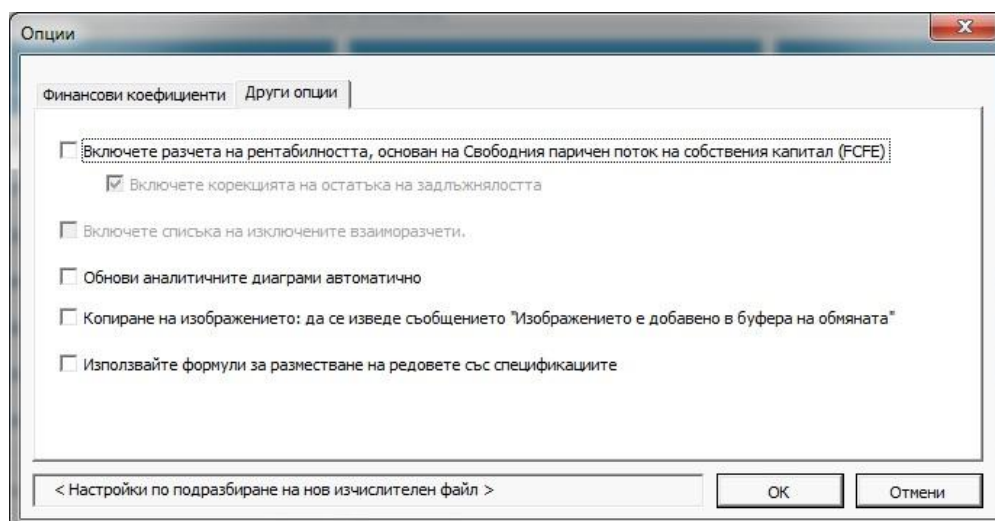 Опции
Финансови коефициенти
Други опции
Включете разчета на рентабилността, основан на Свободния паричен поток на собствения капитал (FCFE)
Включете корекцията на остатъка на задлъжнялостта
Включете списъка на изключените взаиморазчети.
Обнови аналитичните диаграми автоматично
Копиране на изображението: да се изведе съобщението "Изображението е добавено в буфера на обмяната"
Използвайте формули за разместване на редовете със спецификациите
< Настройки по подразбиране на нов изчислителен файл >
OK
Отмени